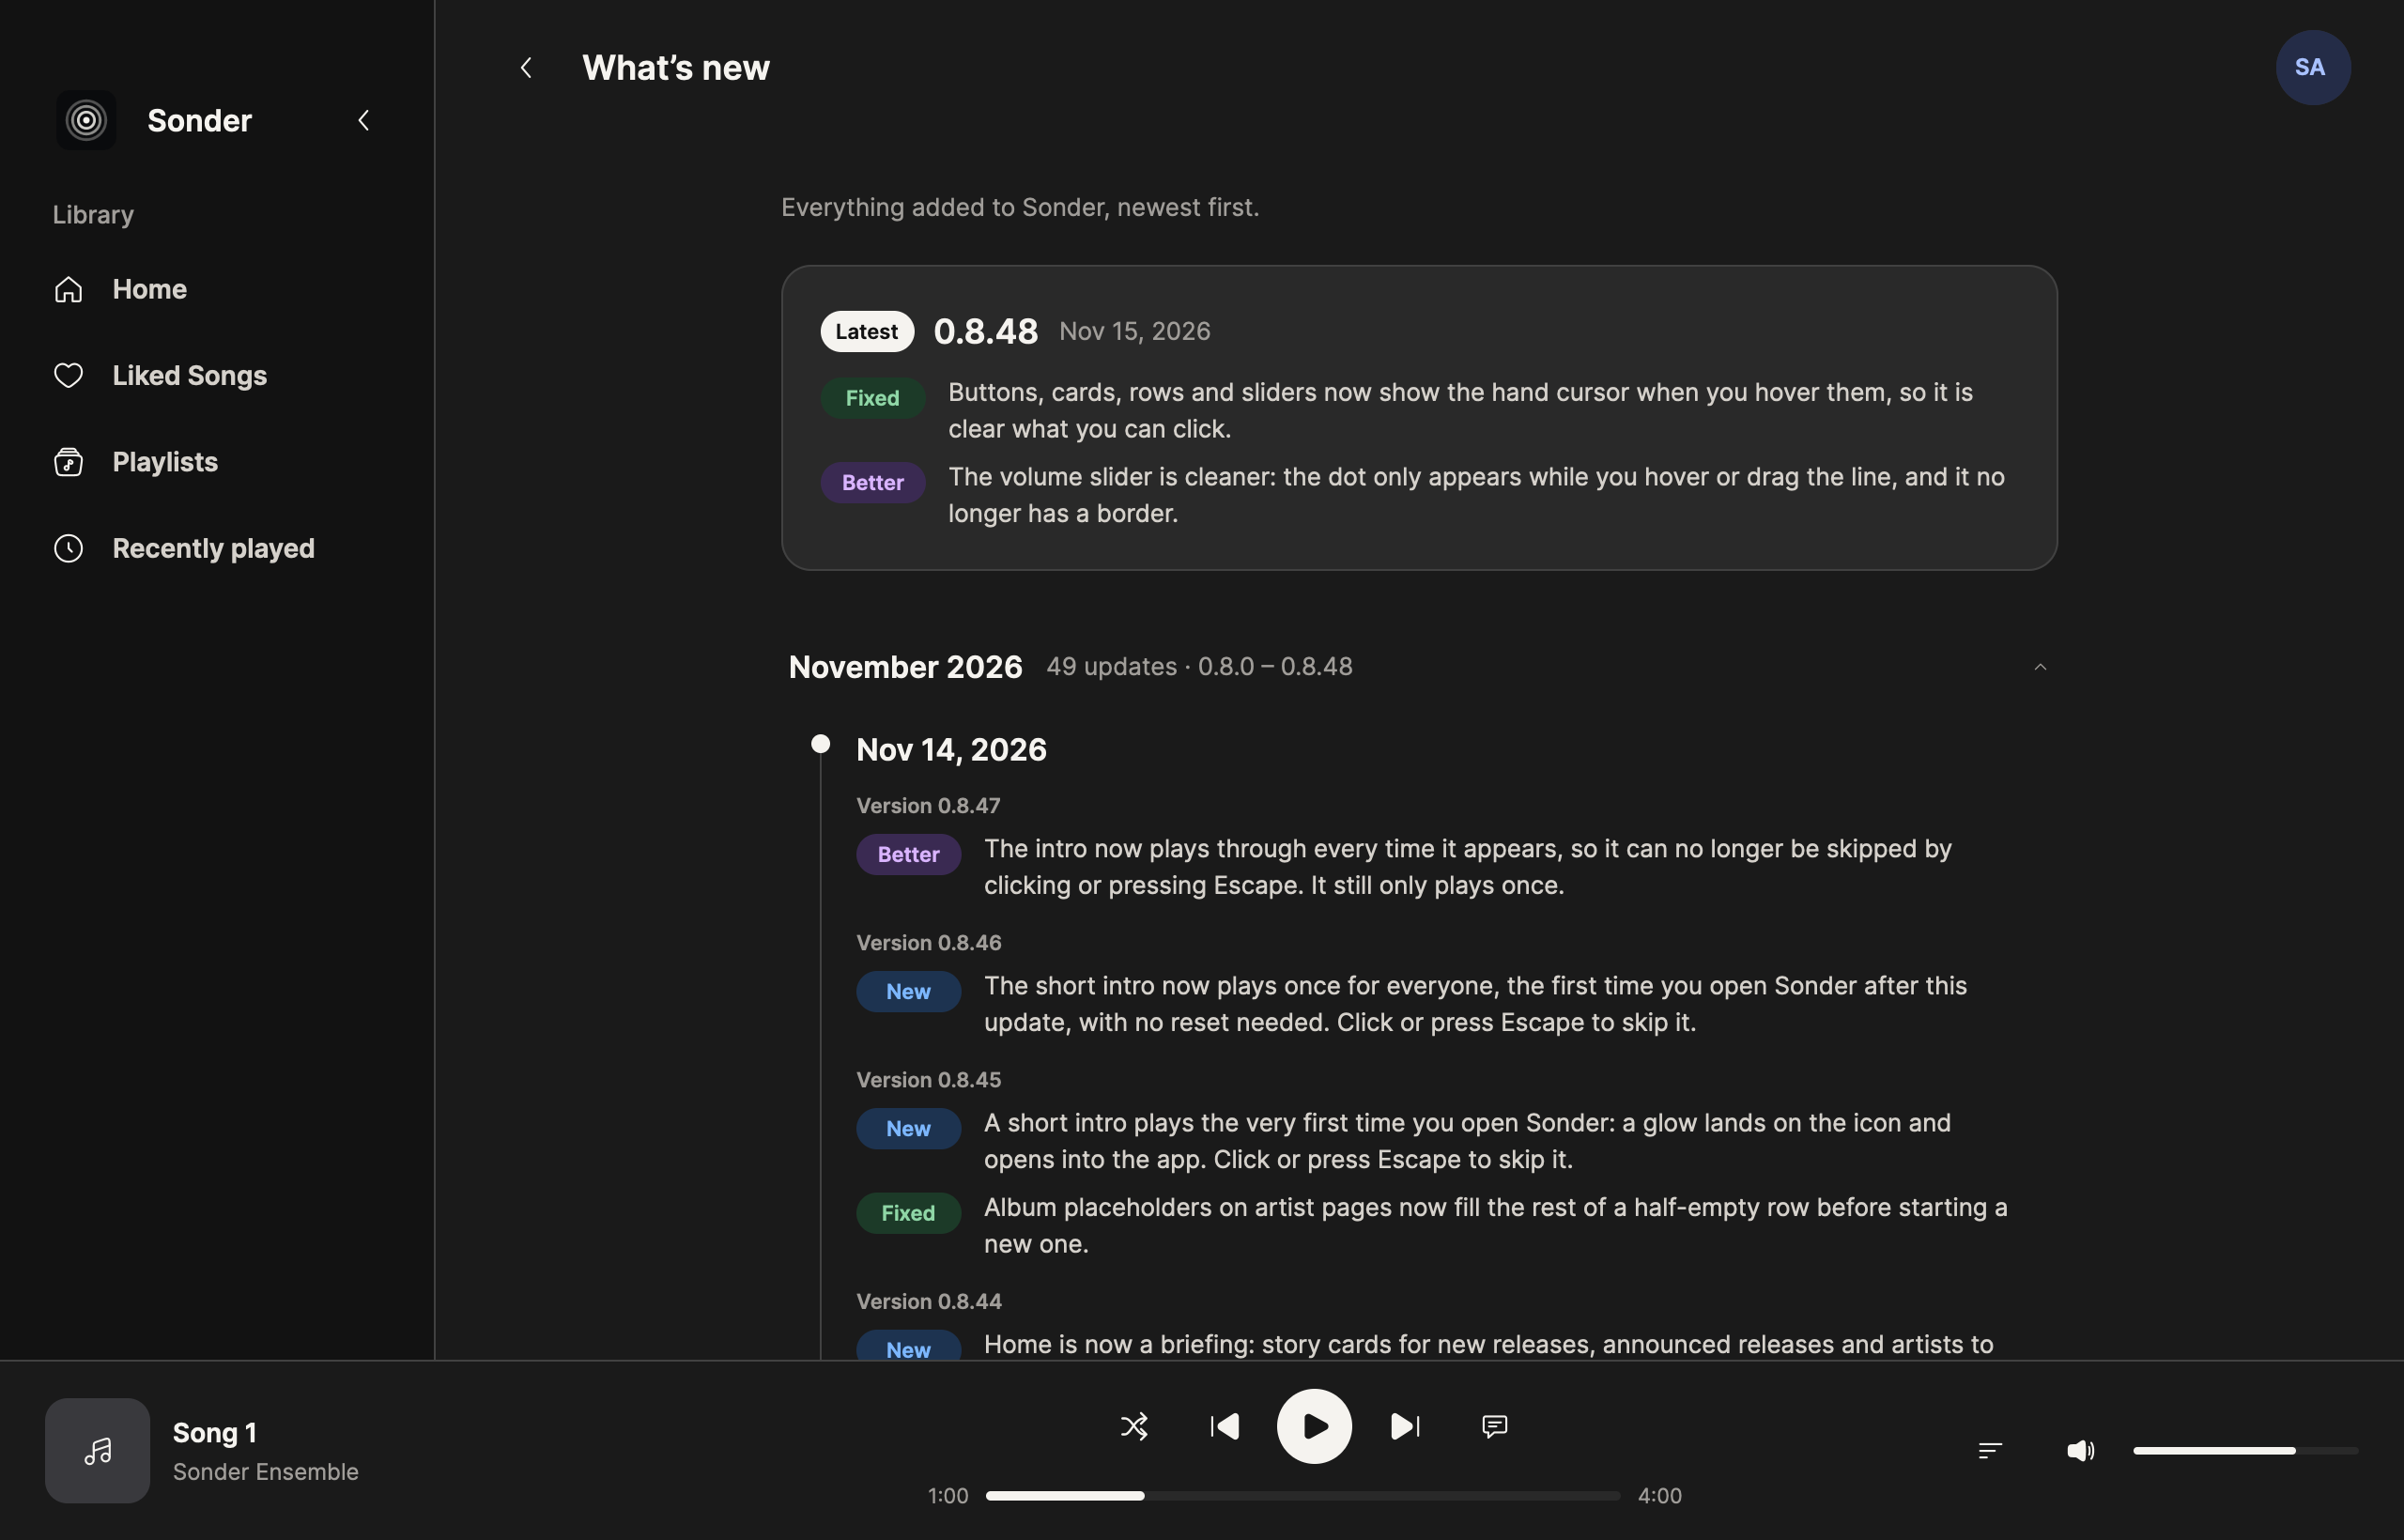 Sonder
Library
Home
Liked Songs
Playlists
Recently played
What’s new
SA
Everything added to Sonder, newest first.
Latest 0.8.48 Nov 15, 2026
Fixed Buttons, cards, rows and sliders now show the hand cursor when you hover them, so it is
clear what you can click.
Better The volume slider is cleaner: the dot only appears while you hover or drag the line, and it no
longer has a border.
November 2026 49 updates · 0.8.0 – 0.8.48
Nov 14, 2026
Version 0.8.47
Better The intro now plays through every time it appears, so it can no longer be skipped by
clicking or pressing Escape. It still only plays once.
Version 0.8.46
New The short intro now plays once for everyone, the first time you open Sonder after this
update, with no reset needed. Click or press Escape to skip it.
Version 0.8.45
New A short intro plays the very first time you open Sonder: a glow lands on the icon and
opens into the app. Click or press Escape to skip it.
Fixed Album placeholders on artist pages now fill the rest of a half-empty row before starting a
new one.
Version 0.8.44
New Home is now a briefing: story cards for new releases, announced releases and artists to
Song 1
Sonder Ensemble
1:00
4:00